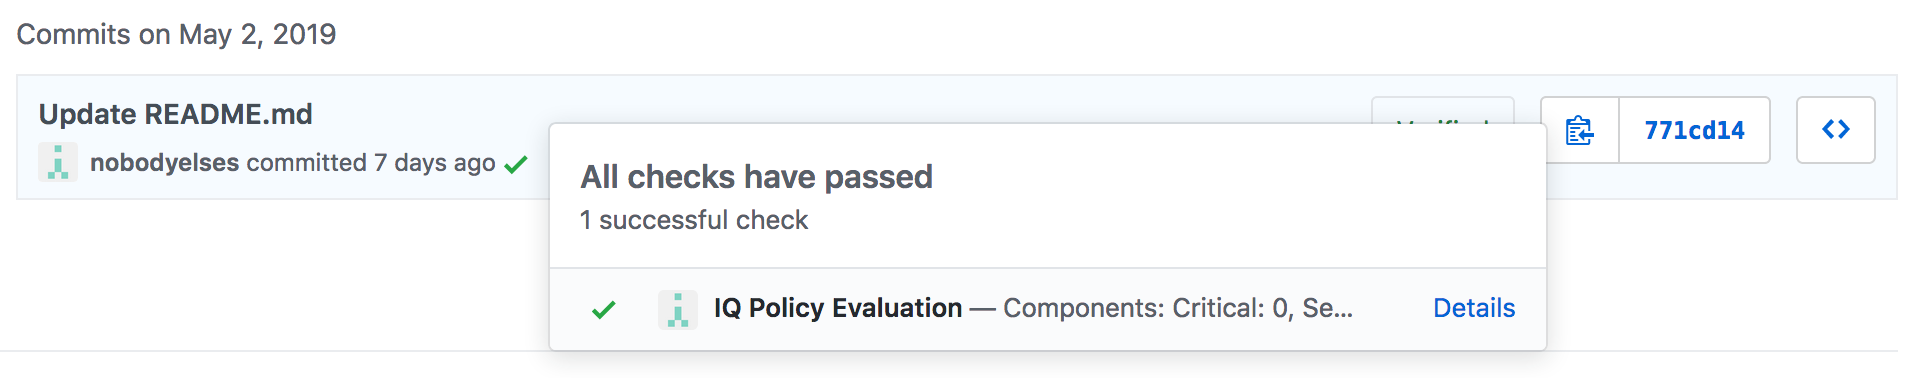 Commits on May 2, 2019
Update README.md
771cd14
nobodyelses committed 7 days ago
All checks have passed
1 successful check
IQ Policy Evaluation — Components: Critical: 0, Se...
Details